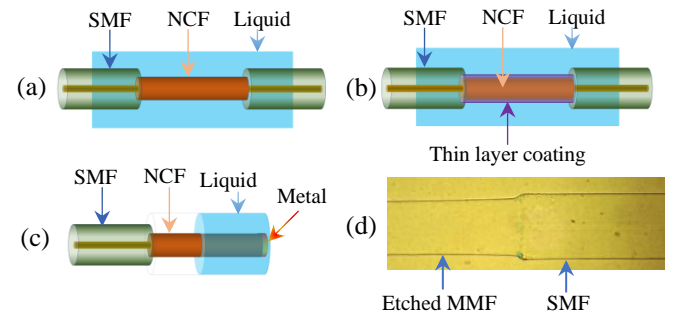 SMF NCF Liquid
(a)
SMF NCF Liquid
(b)
Thin layer coating
SMF NCF Liquid
Metal
(c)
(d)
Etched MMF SMF